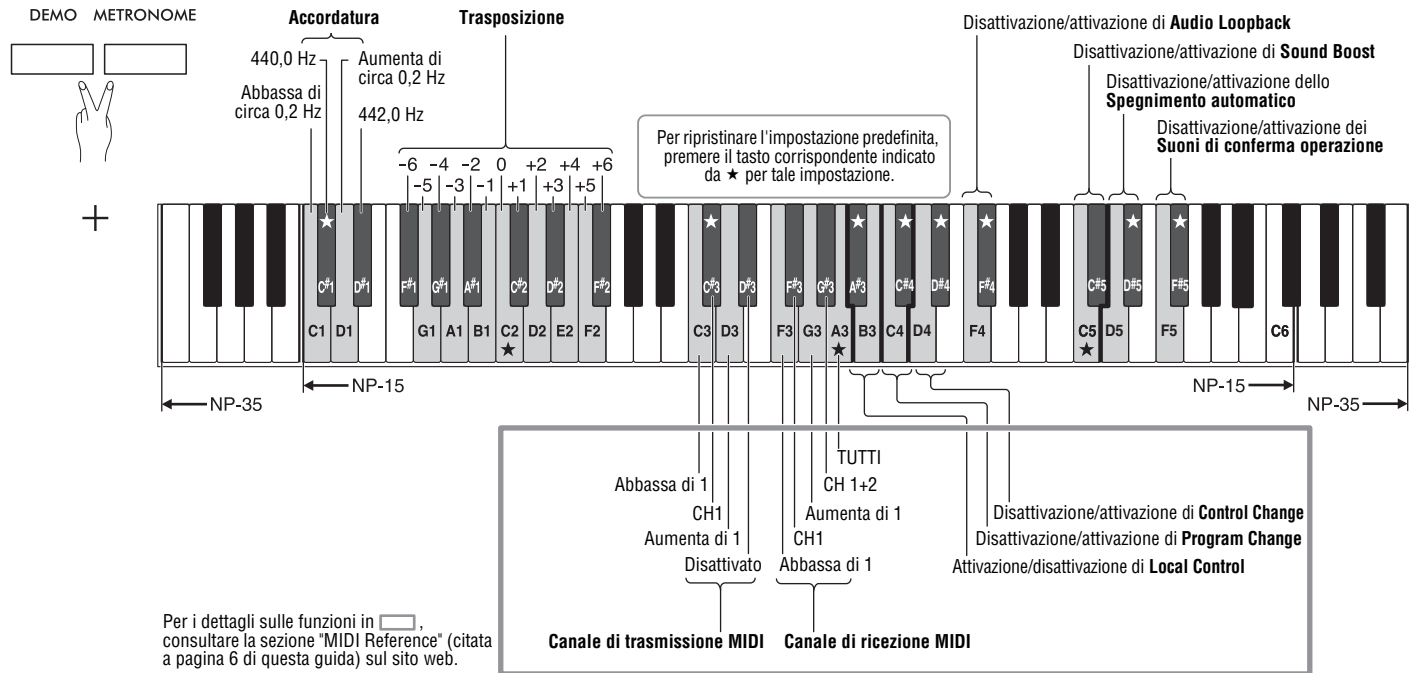 DEMO METRONOME
Accordatura
440,0 Hz
Aumenta di
circa 0,2 Hz
Abbassa di
circa 0,2 Hz
442,0 Hz
Trasposizione
-6 -4 -2 0 +2 +4 +6
-5 -3 -1 +1 +3 +5
Per ripristinare l'impostazione predefinita,
premere il tasto corrispondente indicato
da ★ per tale impostazione.
Disattivazione/attivazione di Audio Loopback
Disattivazione/attivazione di Sound Boost
Disattivazione/attivazione dello
Spegnimento automatico
Disattivazione/attivazione dei
Suoni di conferma operazione
+
★ ★ ★ ★ ★ ★ ★ ★
C#1 D#1 F#1 G#1 A#1 C#2 D#2 F#2 C#3 D#3 F#3 G#3 A#3 C#4 D#4 F#4 C#5 D#5 F#5
C1 D1 G1 A1 B1 C2 D2 E2 F2 C3 D3 F3 G3 A3 B3 C4 D4 F4 C5 D5 F5 C6
★ ★ ★
NP-15 NP-15
NP-35 NP-35
TUTTI
Abbassa di 1 CH 1+2
CH1 Aumenta di 1
Aumenta di 1 CH1
Disattivato Abbassa di 1
Disattivazione/attivazione di Control Change
Disattivazione/attivazione di Program Change
Attivazione/disattivazione di Local Control
Canale di trasmissione MIDI Canale di ricezione MIDI
Per i dettagli sulle funzioni in ,
consultare la sezione "MIDI Reference" (citata
a pagina 6 di questa guida) sul sito web.